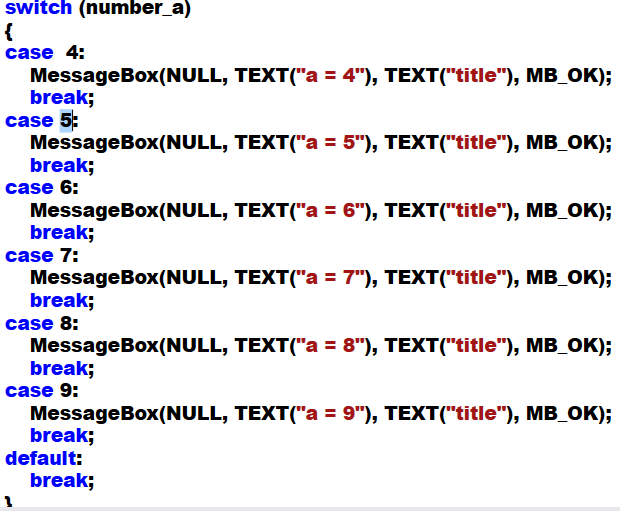 switch (number_a)
{
case  4:
MessageBox(NULL, TEXT("a = 4"), TEXT("title"), MB_OK);
break;
case 5:
MessageBox(NULL, TEXT("a = 5"), TEXT("title"), MB_OK);
break;
case 6:
MessageBox(NULL, TEXT("a = 6"), TEXT("title"), MB_OK);
break;
case 7:
MessageBox(NULL, TEXT("a = 7"), TEXT("title"), MB_OK);
break;
case 8:
MessageBox(NULL, TEXT("a = 8"), TEXT("title"), MB_OK);
break;
case 9:
MessageBox(NULL, TEXT("a = 9"), TEXT("title"), MB_OK);
break;
default:
break;
}